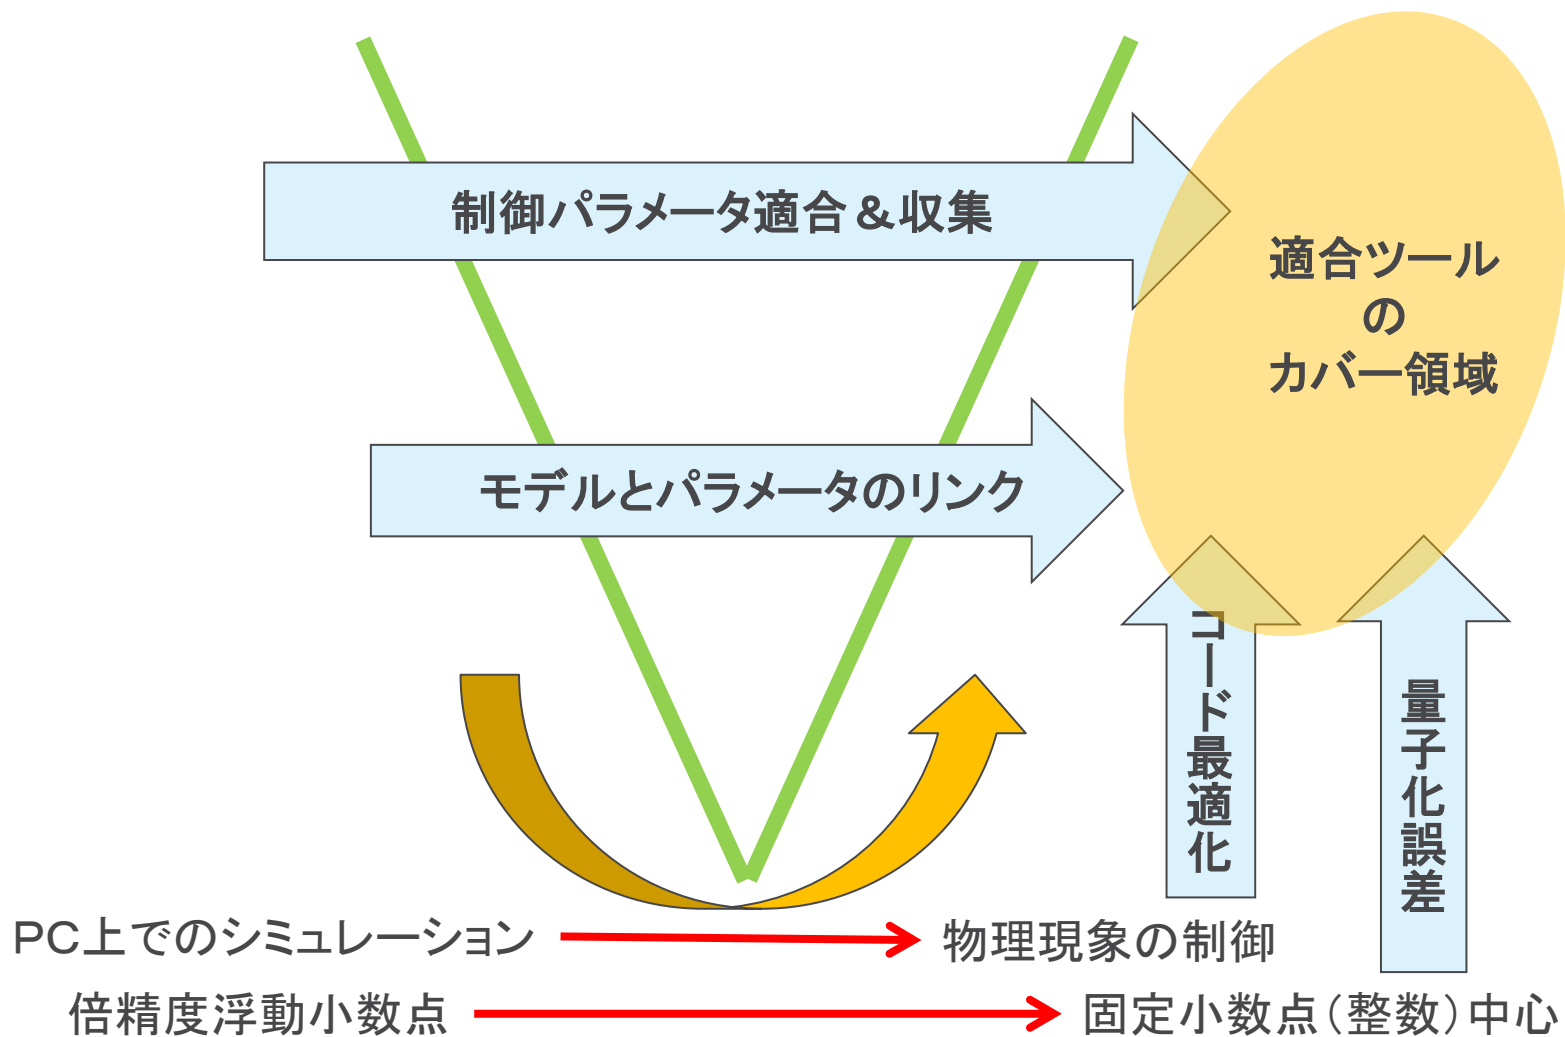 制御パラメータ適合＆収集
適合ツール
の
カバー領域
モデルとパラメータのリンク
コード最適化
量子化誤差
PC上でのシミュレーション
物理現象の制御
倍精度浮動小数点
固定小数点（整数）中心